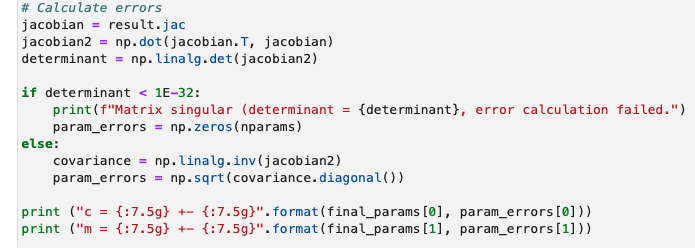 # Calculate errors
jacobian = result.jac
jacobian2 = np.dot(jacobian.T, jacobian)
determinant = np.linalg.det(jacobian2)

if determinant < 1E-32:
    print(f"Matrix singular (determinant = {determinant}, error calculation failed.")
    param_errors = np.zeros(nparams)
else:
    covariance = np.linalg.inv(jacobian2)
    param_errors = np.sqrt(covariance.diagonal())

print ("c = {:7.5g} +- {:7.5g}".format(final_params[0], param_errors[0]))
print ("m = {:7.5g} +- {:7.5g}".format(final_params[1], param_errors[1]))